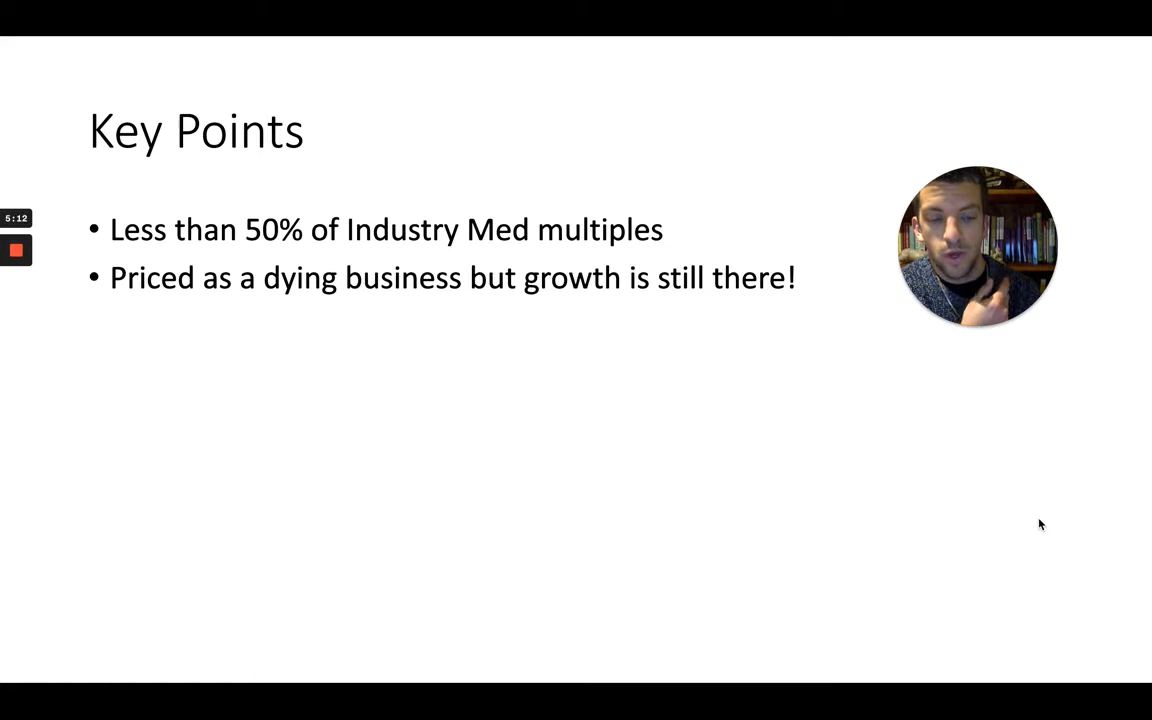 Key Points
5:12
• Less than 50% of Industry Med multiples
• Priced as a dying business but growth is still there!